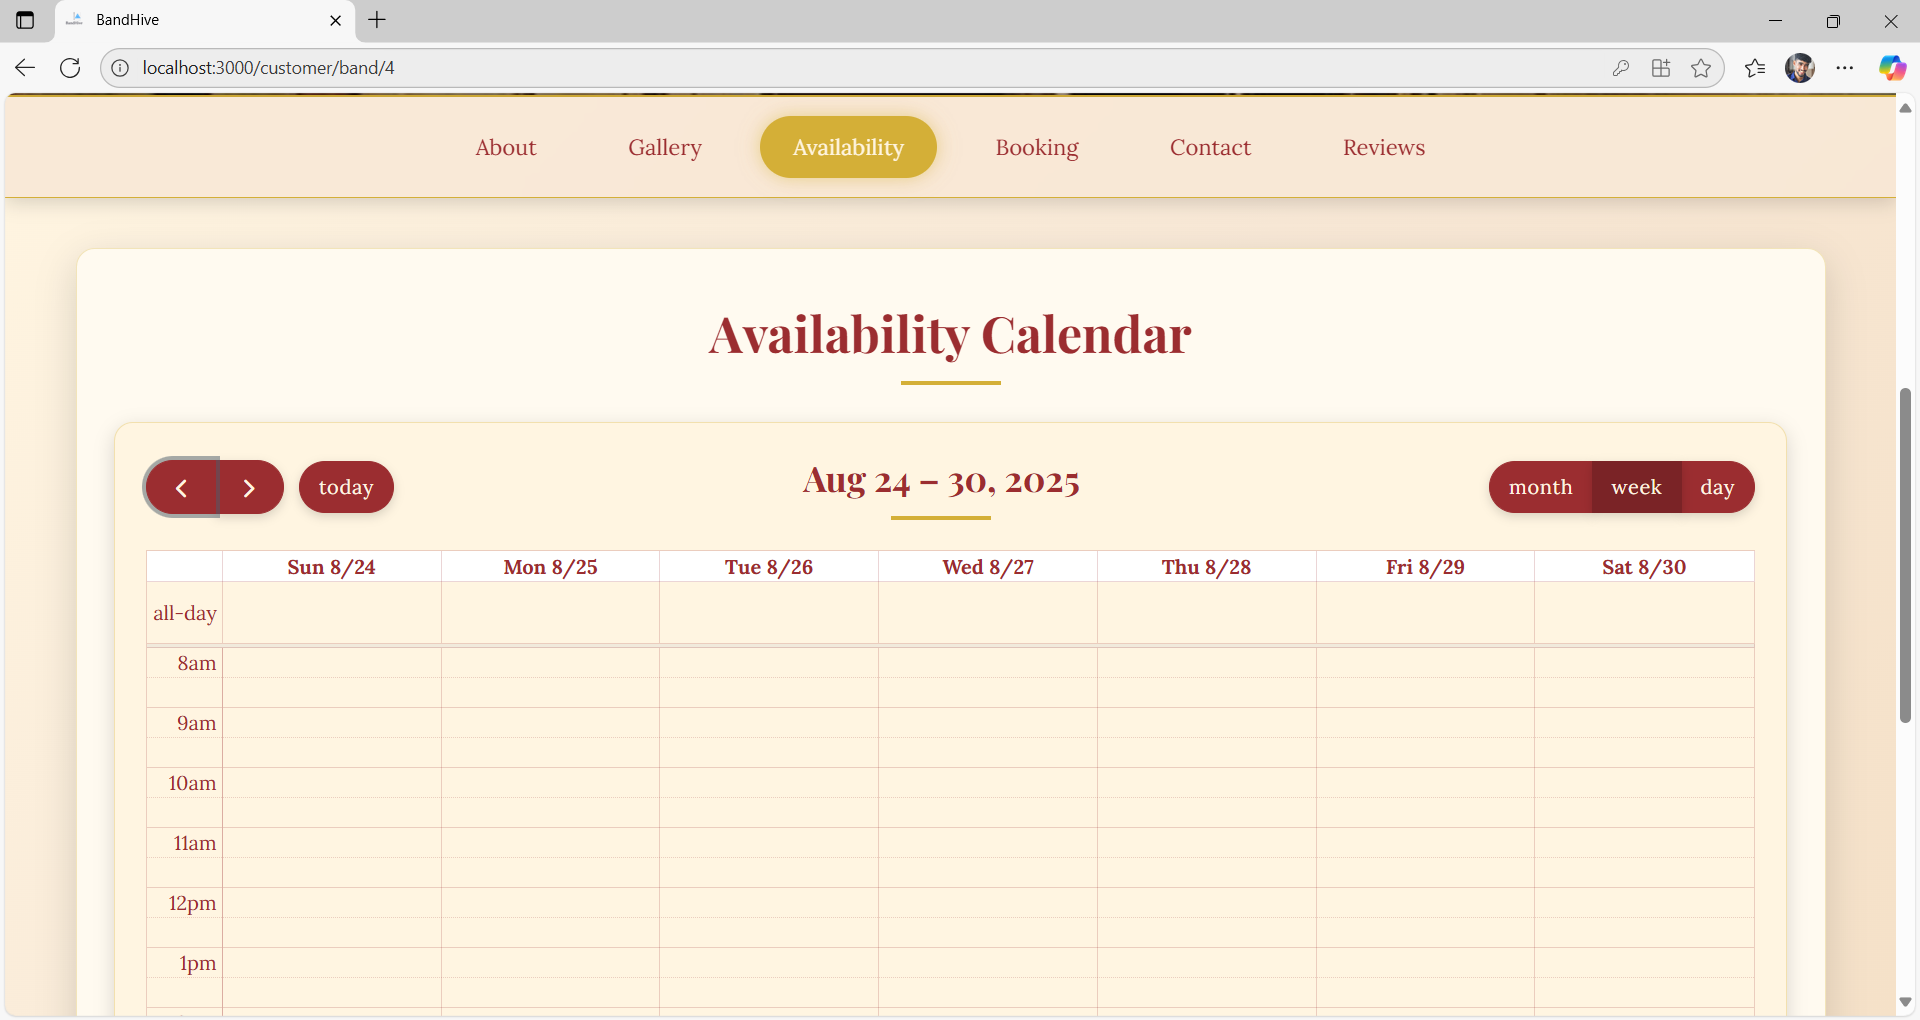 BandHive
localhost:3000/customer/band/4
About Gallery Availability Booking Contact Reviews
Availability Calendar
today
Aug 24 – 30, 2025
month week day
Sun 8/24 Mon 8/25 Tue 8/26 Wed 8/27 Thu 8/28 Fri 8/29 Sat 8/30
all-day
8am
9am
10am
11am
12pm
1pm